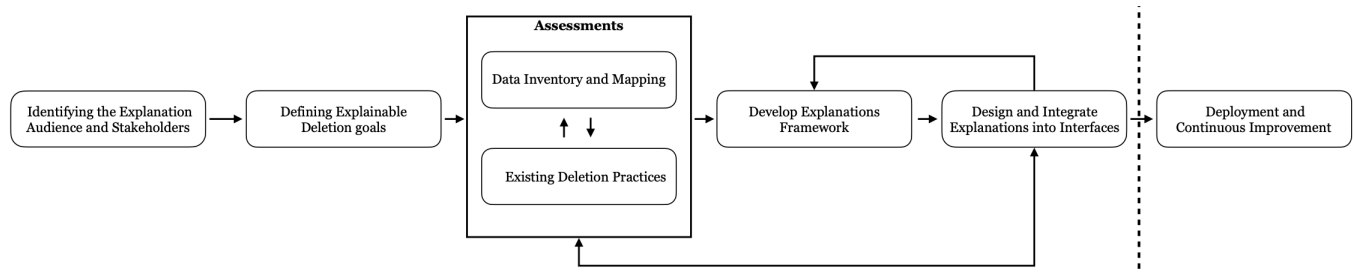 Assessments
Identifying the Explanation
Audience and Stakeholders
Defining Explainable
Deletion goals
Data Inventory and Mapping
Existing Deletion Practices
Develop Explanations
Framework
Design and Integrate
Explanations into Interfaces
Deployment and
Continuous Improvement